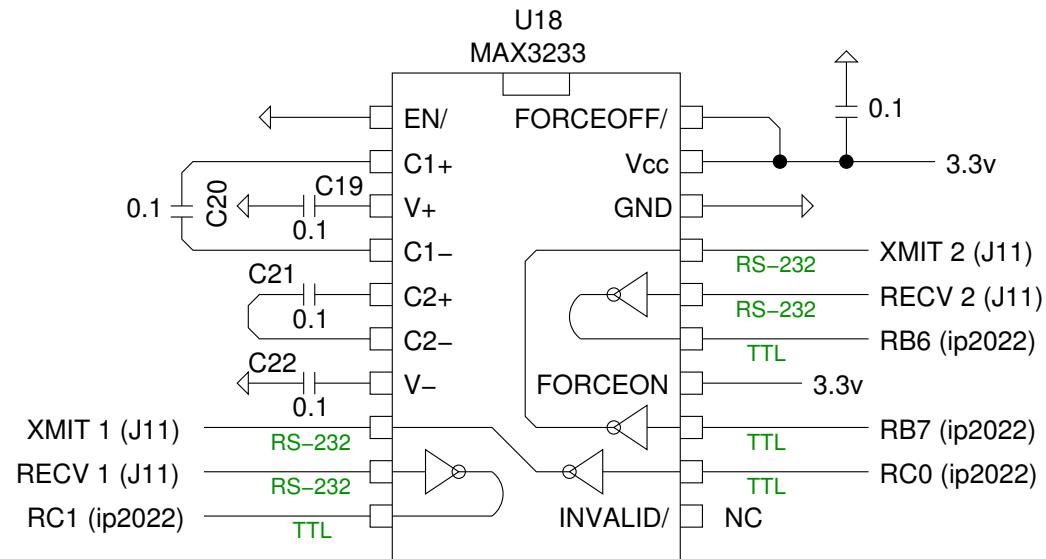 U18
MAX3233
EN/ FORCEOFF/ 0.1
C1+ Vcc 3.3v
0.1 C20 C19 0.1 V+ GND
C1− XMIT 2 (J11) RS−232
C21 0.1 C2+ RECV 2 (J11) RS−232
C2− RB6 (ip2022) TTL
C22 0.1 V− FORCEON 3.3v
XMIT 1 (J11) RS−232 RB7 (ip2022) TTL
RECV 1 (J11) RS−232 RC0 (ip2022) TTL
RC1 (ip2022) TTL INVALID/ NC